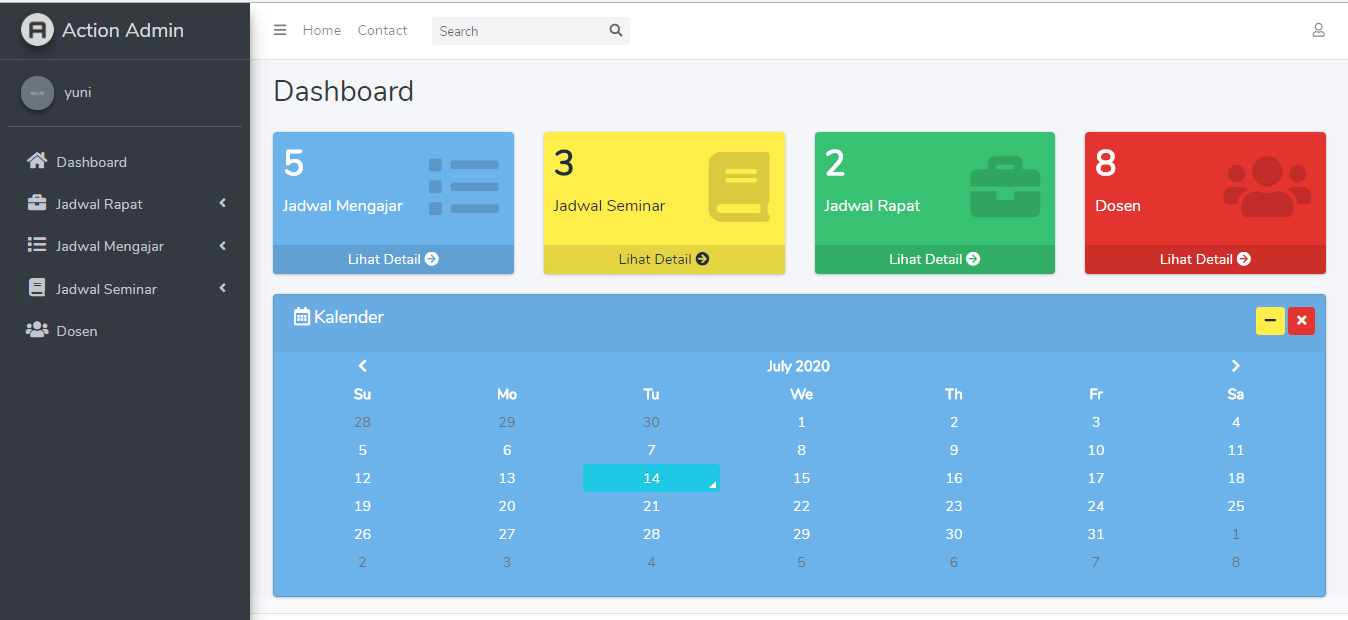 Action Admin
Home Contact Search
yuni
Dashboard
Jadwal Rapat
Jadwal Mengajar
Jadwal Seminar
Dosen
Dashboard
5
Jadwal Mengajar
Lihat Detail
3
Jadwal Seminar
Lihat Detail
2
Jadwal Rapat
Lihat Detail
8
Dosen
Lihat Detail
Kalender
July 2020
Su Mo Tu We Th Fr Sa
28 29 30 1 2 3 4
5 6 7 8 9 10 11
12 13 14 15 16 17 18
19 20 21 22 23 24 25
26 27 28 29 30 31 1
2 3 4 5 6 7 8